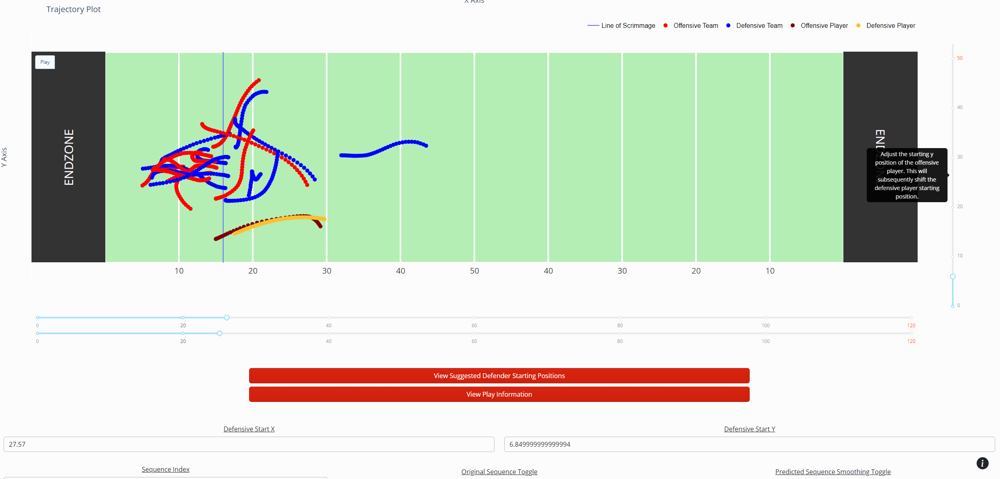 X Axis
Trajectory Plot
Line of Scrimmage
Offensive Team
Defensive Team
Offensive Player
Defensive Player
Play
ENDZONE
ENDZONE
Y Axis
Adjust the starting y
position of the offensive
player. This will
subsequently shift the
defensive player starting
position.
50
40
30
20
10
0
10 20 30 40 50 40 30 20 10
0 20 40 60 80 100 120
0 20 40 60 80 100 120
View Suggested Defender Starting Positions
View Play Information
Defensive Start X
Defensive Start Y
27.57
6.849999999999994
i
Sequence Index
Original Sequence Toggle
Predicted Sequence Smoothing Toggle